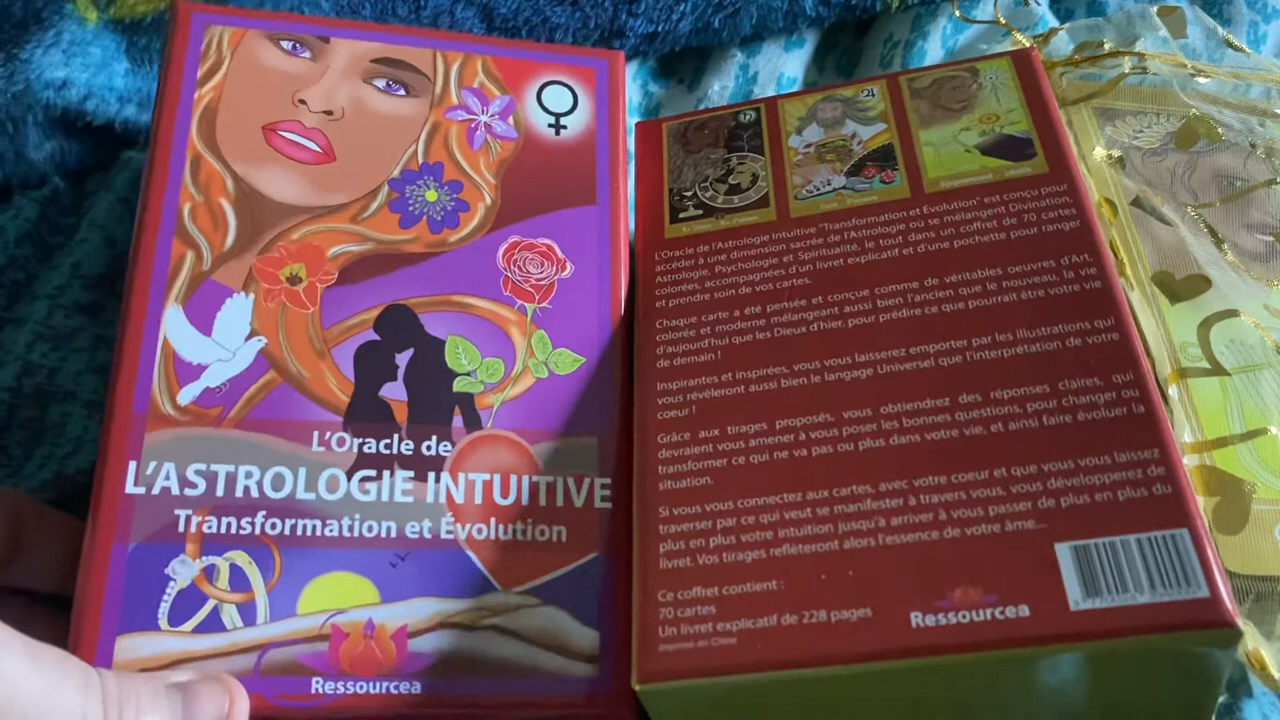 L'Oracle de
L'ASTROLOGIE INTUITIVE
Transformation et Évolution
Ressourcea
L'Oracle de l'Astrologie Intuitive "Transformation et Évolution" est conçu pour
accéder à une dimension sacrée de l'Astrologie où se mélangent Divination,
Astrologie, Psychologie et Spiritualité, le tout dans un coffret de 70 cartes
colorées, accompagnées d'un livret explicatif et d'une pochette pour ranger
et prendre soin de vos cartes.
Chaque carte a été pensée et conçue comme de véritables oeuvres d'Art,
colorée et moderne mélangeant aussi bien l'ancien que le nouveau, la vie
d'aujourd'hui que les Dieux d'hier, pour prédire ce que pourrait être votre vie
de demain !
Inspirantes et inspirées, vous vous laisserez emporter par les illustrations qui
vous révèleront aussi bien le langage Universel que l'interprétation de votre
coeur !
Grâce aux tirages proposés, vous obtiendrez des réponses claires, qui
devraient vous amener à vous poser les bonnes questions, pour changer ou
transformer ce qui ne va pas ou plus dans votre vie, et ainsi faire évoluer la
situation.
Si vous vous connectez aux cartes, avec votre coeur et que vous vous laissez
traverser par ce qui veut se manifester à travers vous, vous développerez de
plus en plus votre intuition jusqu'à arriver à vous passer de plus en plus du
livret. Vos tirages reflèteront alors l'essence de votre âme...
Ce coffret contient :
70 cartes
Un livret explicatif de 228 pages
Imprimé en Chine
Ressourcea